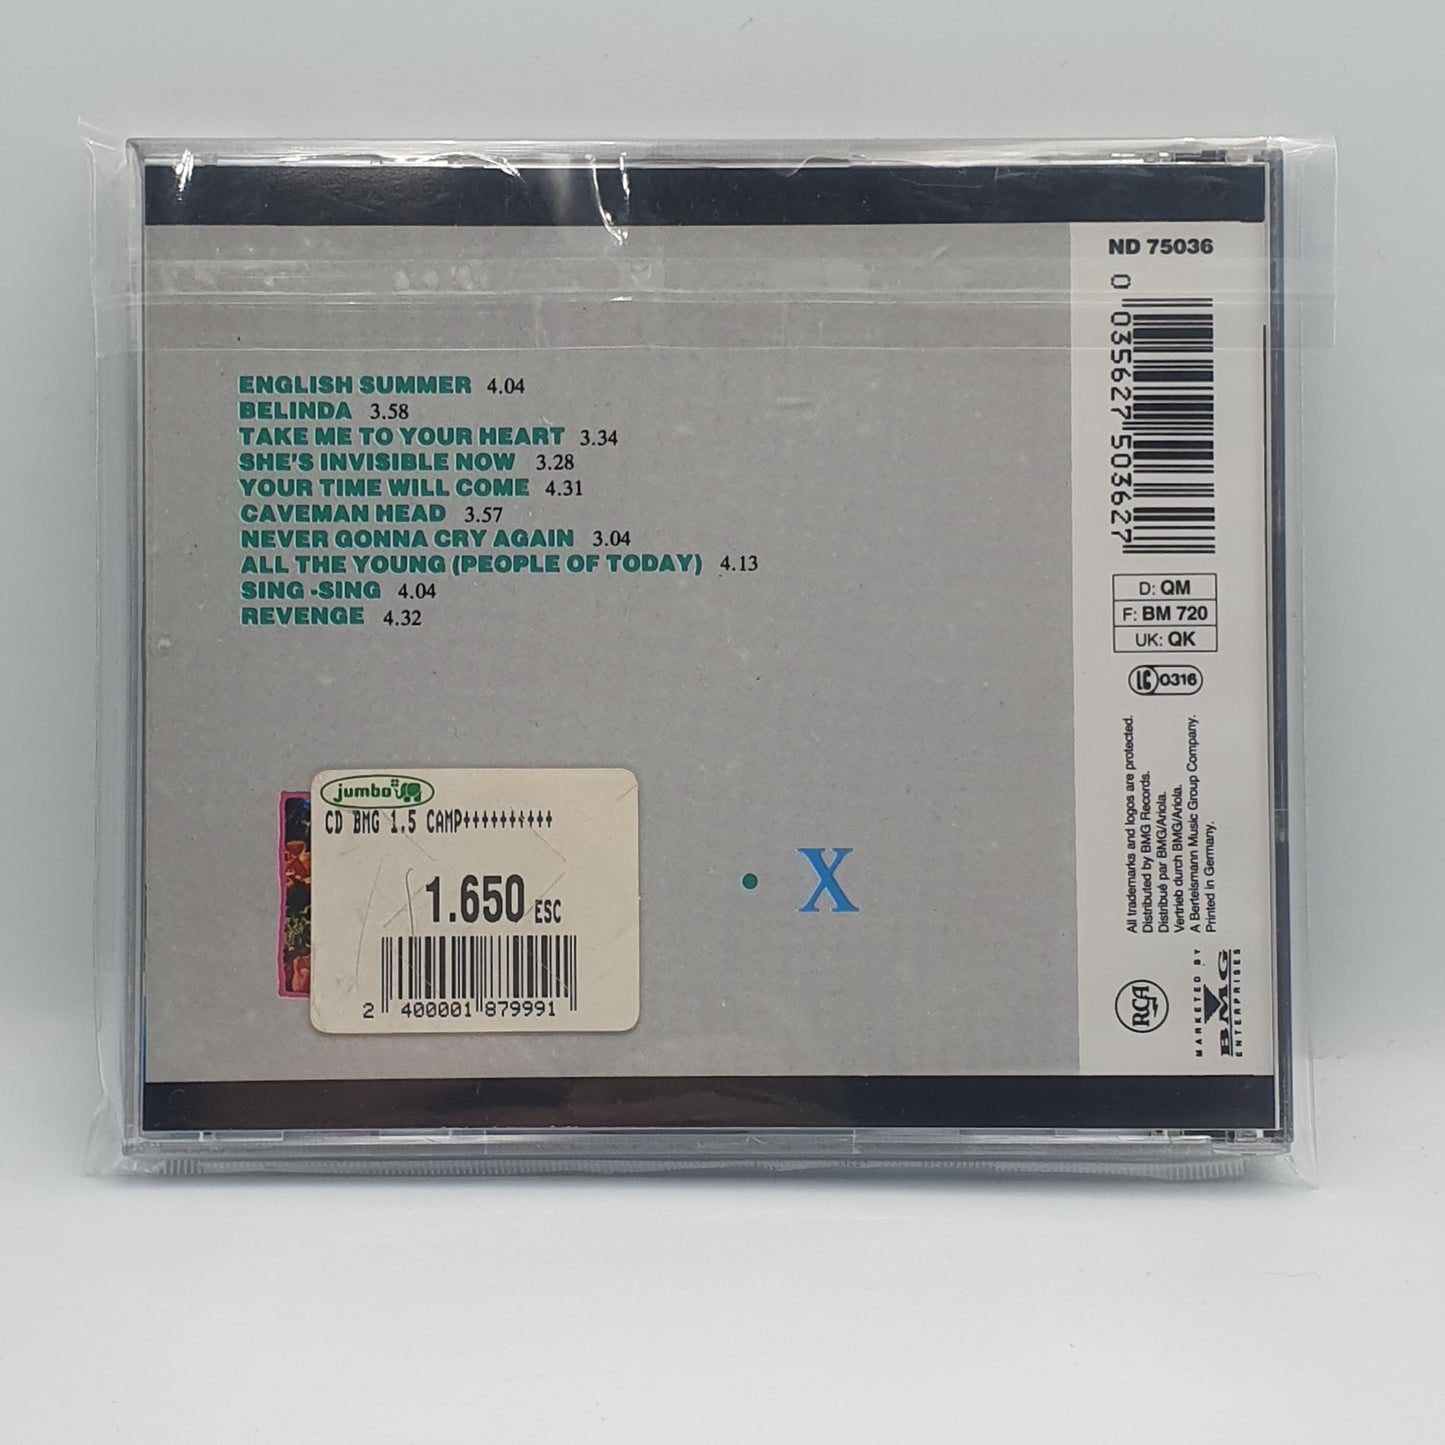 ND 75036
0 035627 503627
ENGLISH SUMMER 4.04
BELINDA 3.58
TAKE ME TO YOUR HEART 3.34
SHE'S INVISIBLE NOW 3.28
YOUR TIME WILL COME 4.31
CAVEMAN HEAD 3.57
NEVER GONNA CRY AGAIN 3.04
ALL THE YOUNG (PEOPLE OF TODAY) 4.13
SING-SING 4.04
REVENGE 4.32
D: QM
F: BM 720
UK: QK
LC 0316
All trademarks and logos are protected.
Distributed by BMG Records.
Distribué par BMG/Ariola.
Vertrieb durch BMG/Ariola.
A Bertelsmann Music Group Company.
Printed in Germany.
jumbo
CD BMG 1.5 CAMP++++++++++
1.650 ESC
2 400001 879991
X
RCA
MARKETED BY
BMG
ENTERPRISES